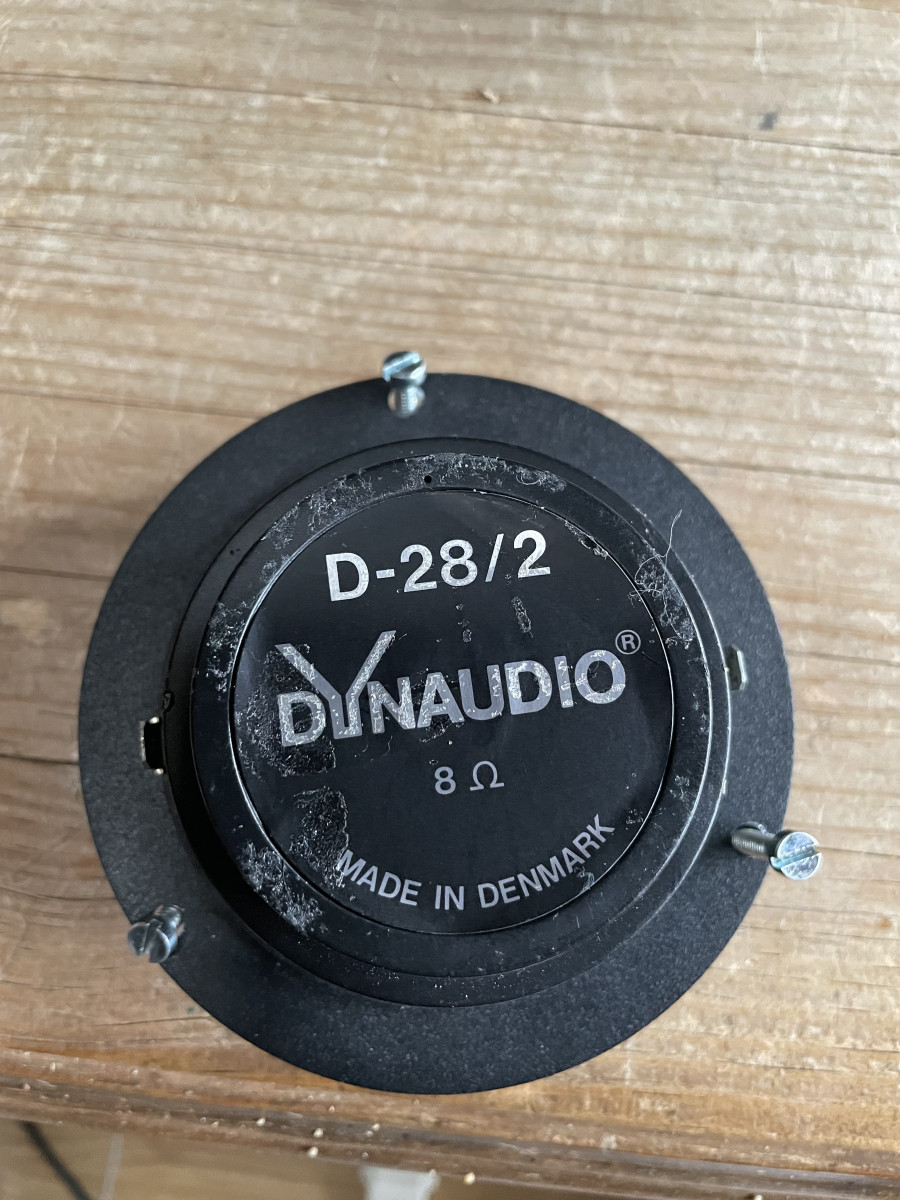 D-28/2
DYNAUDIO®
8 Ω
MADE IN DENMARK